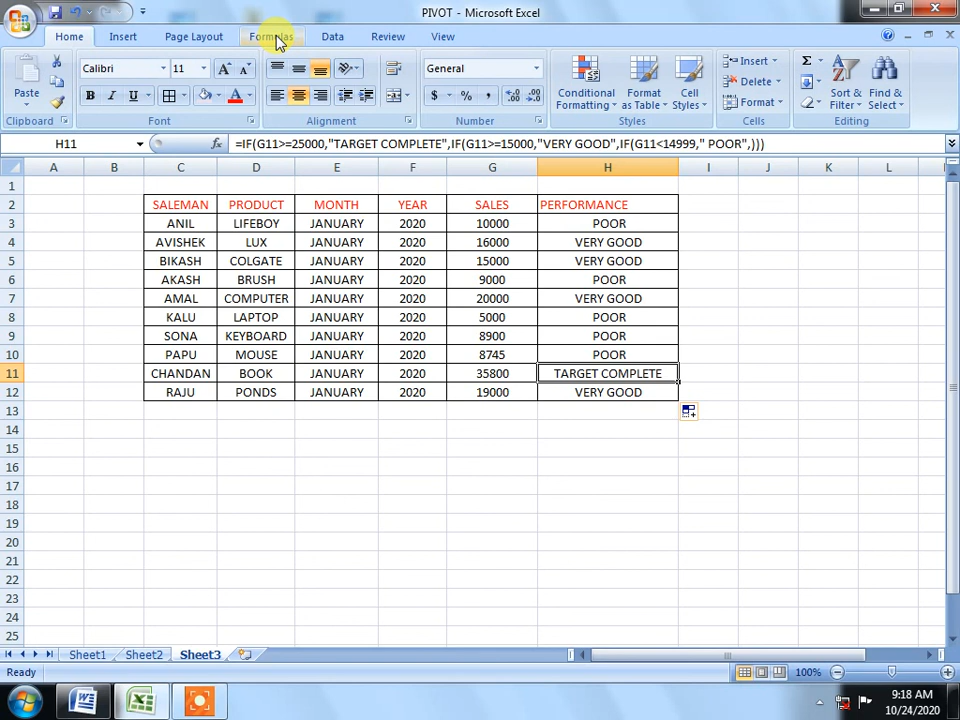 PIVOT - Microsoft Excel
Home Insert Page Layout Formulas Data Review View
Paste
Clipboard
Calibri 11
B I U A
Font
Alignment
General
$ % ,
Number
Conditional Formatting
Format as Table
Cell Styles
Styles
Insert
Delete
Format
Cells
Σ
Sort & Filter
Find & Select
Editing
H11 fx =IF(G11>=25000,"TARGET COMPLETE",IF(G11>=15000,"VERY GOOD",IF(G11<14999," POOR",)))
A B C D E F G H I J K L
1
2 SALEMAN PRODUCT MONTH YEAR SALES PERFORMANCE
3 ANIL LIFEBOY JANUARY 2020 10000 POOR
4 AVISHEK LUX JANUARY 2020 16000 VERY GOOD
5 BIKASH COLGATE JANUARY 2020 15000 VERY GOOD
6 AKASH BRUSH JANUARY 2020 9000 POOR
7 AMAL COMPUTER JANUARY 2020 20000 VERY GOOD
8 KALU LAPTOP JANUARY 2020 5000 POOR
9 SONA KEYBOARD JANUARY 2020 8900 POOR
10 PAPU MOUSE JANUARY 2020 8745 POOR
11 CHANDAN BOOK JANUARY 2020 35800 TARGET COMPLETE
12 RAJU PONDS JANUARY 2020 19000 VERY GOOD
13
14
15
16
17
18
19
20
21
22
23
24
25
Sheet1 Sheet2 Sheet3
Ready 100%
9:18 AM
10/24/2020